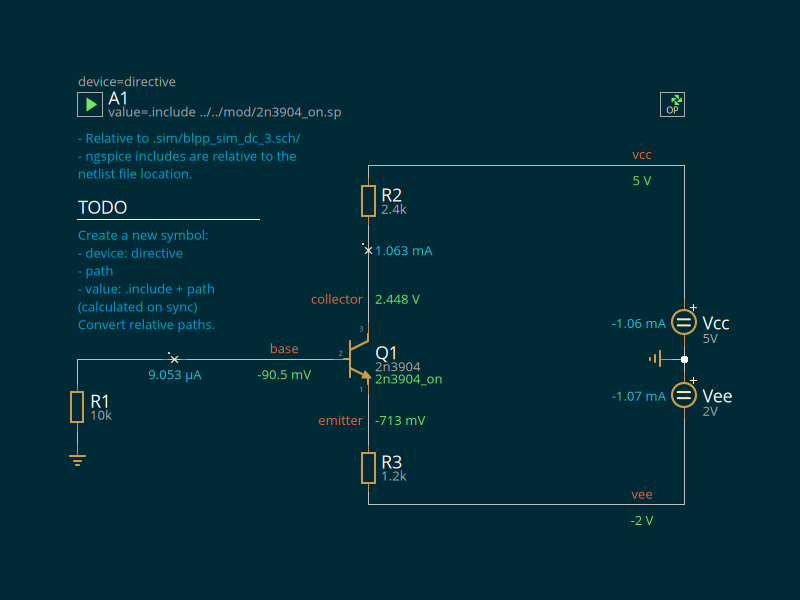 device=directive
A1
value=.include ../../mod/2n3904_on.sp
OP
- Relative to .sim/blpp_sim_dc_3.sch/
- ngspice includes are relative to the
netlist file location.
vcc
5 V
TODO
R2
2.4k
Create a new symbol:
- device: directive
- path
- value: .include + path
(calculated on sync)
Convert relative paths.
1.063 mA
collector
2.448 V
3
-1.06 mA
+
Vcc
5V
base
2
Q1
2n3904
2n3904_on
9.053 µA
-90.5 mV
1
-1.07 mA
+
Vee
2V
R1
10k
emitter
-713 mV
R3
1.2k
vee
-2 V